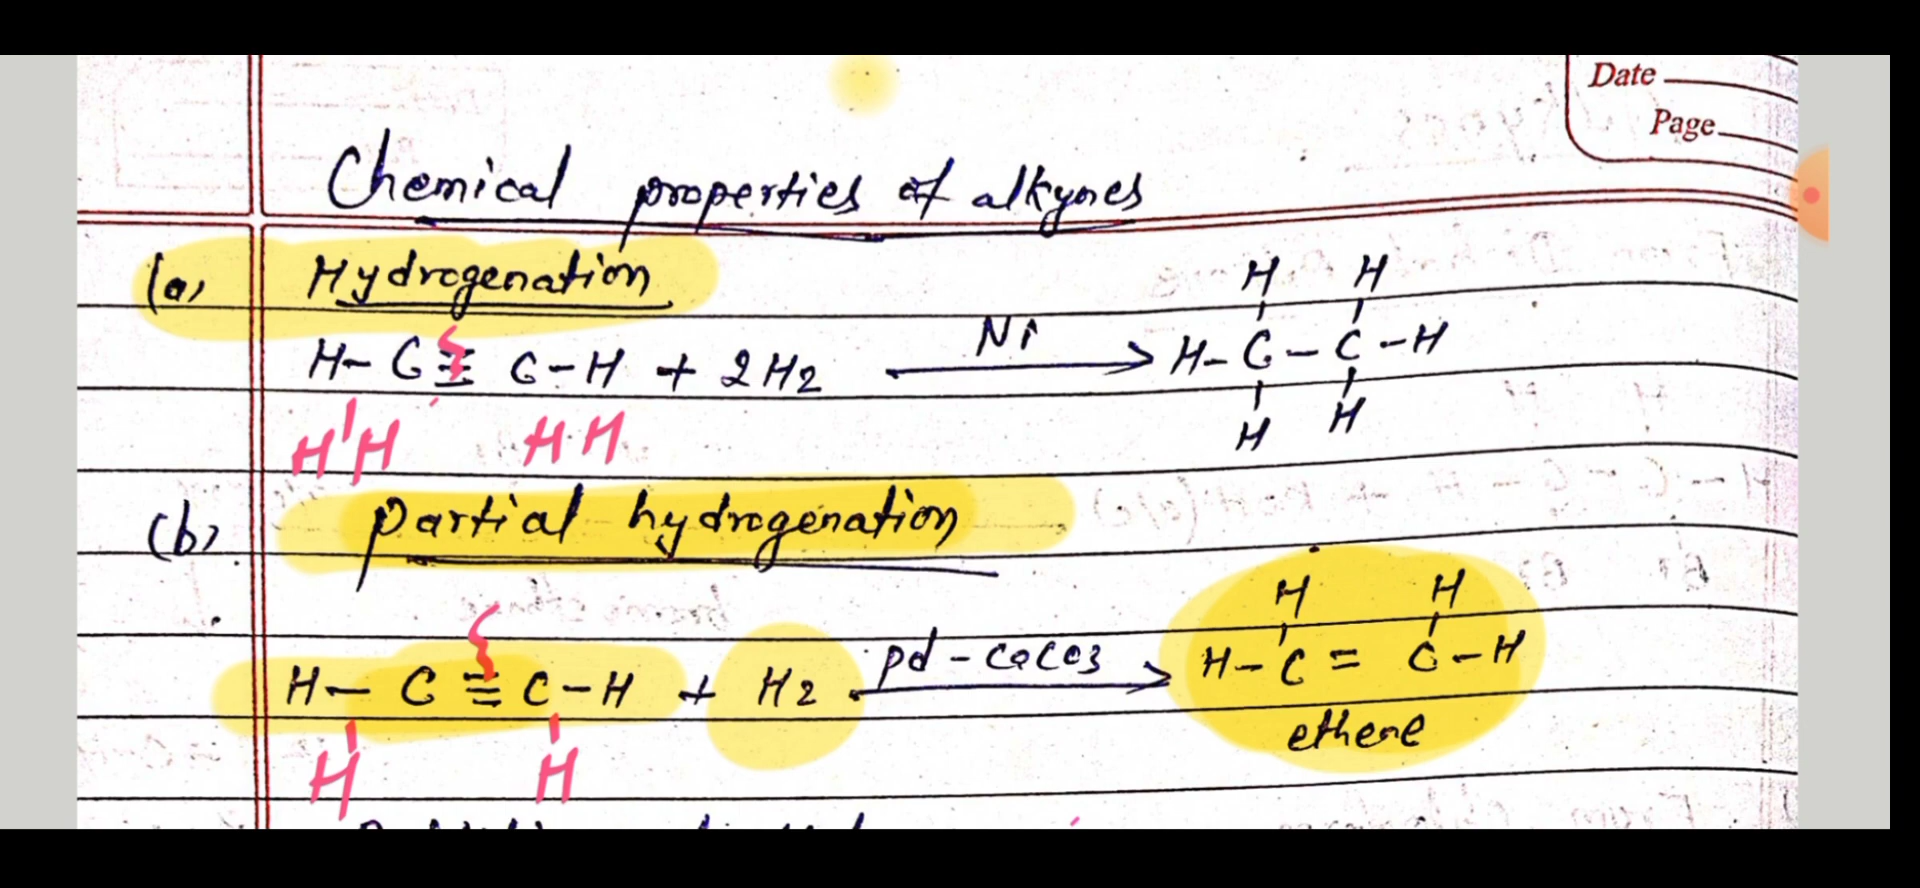 Date
Page
Chemical properties of alkynes
(a) Hydrogenation
H H
H-C≡C-H + 2H2 Ni → H-C-C-H
H H H H
H H
(b) Partial hydrogenation
H H
H-C≡C-H + H2 pd-CaCO3 → H-C=C-H
ethene
H H